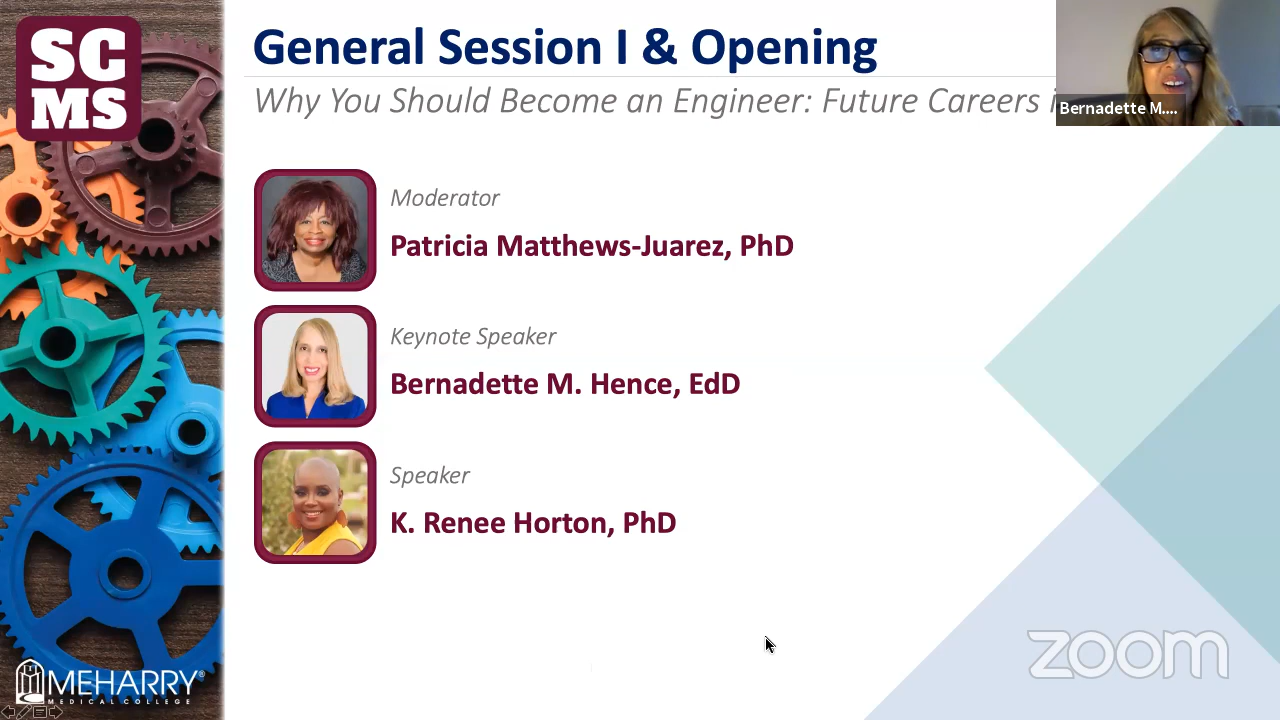 SC
MS
General Session I & Opening
Why You Should Become an Engineer: Future Careers i
Bernadette M....
Moderator
Patricia Matthews-Juarez, PhD
Keynote Speaker
Bernadette M. Hence, EdD
Speaker
K. Renee Horton, PhD
zoom
MEHARRY®
MEDICAL COLLEGE